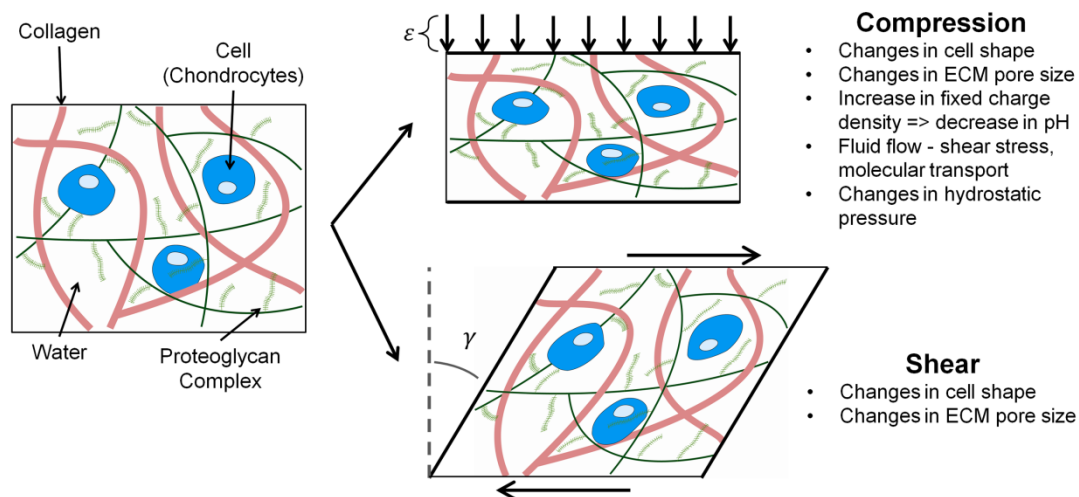 Collagen
Cell
(Chondrocytes)
Water
Proteoglycan
Complex
ε
Compression
• Changes in cell shape
• Changes in ECM pore size
• Increase in fixed charge
density => decrease in pH
• Fluid flow - shear stress,
molecular transport
• Changes in hydrostatic
pressure
γ
Shear
• Changes in cell shape
• Changes in ECM pore size